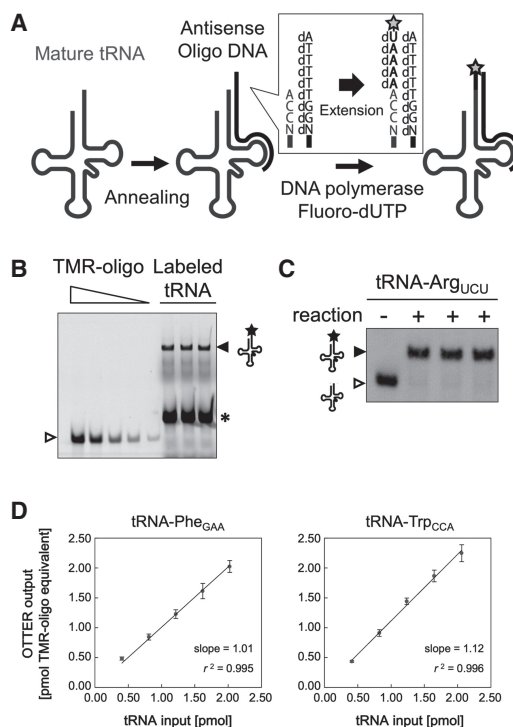 A
Mature tRNA
Antisense
Oligo DNA
A
C
C
N
dA
dT
dT
dT
dT
dG
dG
dN
Extension
dU
dA
dA
dA
A
C
C
N
dA
dT
dT
dT
dT
dG
dG
dN
Annealing
DNA polymerase
Fluoro-dUTP
B
TMR-oligo
Labeled
tRNA
*
C
tRNA-ArgUCU
reaction - + + +
D
tRNA-PheGAA
OTTER output
[pmol TMR-oligo equivalent]
2.50
2.00
1.50
1.00
0.50
0.00
0.00 0.50 1.00 1.50 2.00 2.50
slope = 1.01
r² = 0.995
tRNA input [pmol]
tRNA-TrpCCA
2.50
2.00
1.50
1.00
0.50
0.00
0.00 0.50 1.00 1.50 2.00 2.50
slope = 1.12
r² = 0.996
tRNA input [pmol]